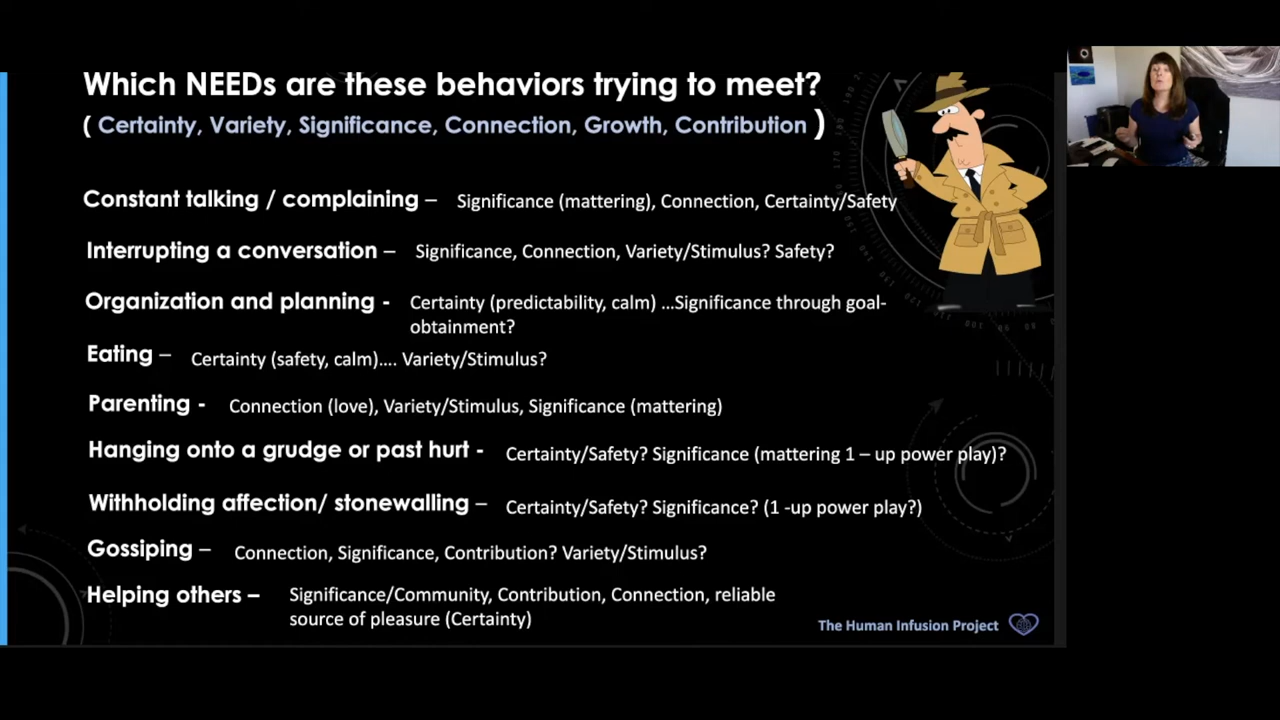 Which NEEDs are these behaviors trying to meet?
( Certainty, Variety, Significance, Connection, Growth, Contribution )
Constant talking / complaining – Significance (mattering), Connection, Certainty/Safety
Interrupting a conversation – Significance, Connection, Variety/Stimulus? Safety?
Organization and planning - Certainty (predictability, calm) ...Significance through goal-
obtainment?
Eating – Certainty (safety, calm).... Variety/Stimulus?
Parenting - Connection (love), Variety/Stimulus, Significance (mattering)
Hanging onto a grudge or past hurt - Certainty/Safety? Significance (mattering 1 – up power play)?
Withholding affection/ stonewalling – Certainty/Safety? Significance? (1 -up power play?)
Gossiping – Connection, Significance, Contribution? Variety/Stimulus?
Helping others – Significance/Community, Contribution, Connection, reliable
source of pleasure (Certainty)
The Human Infusion Project